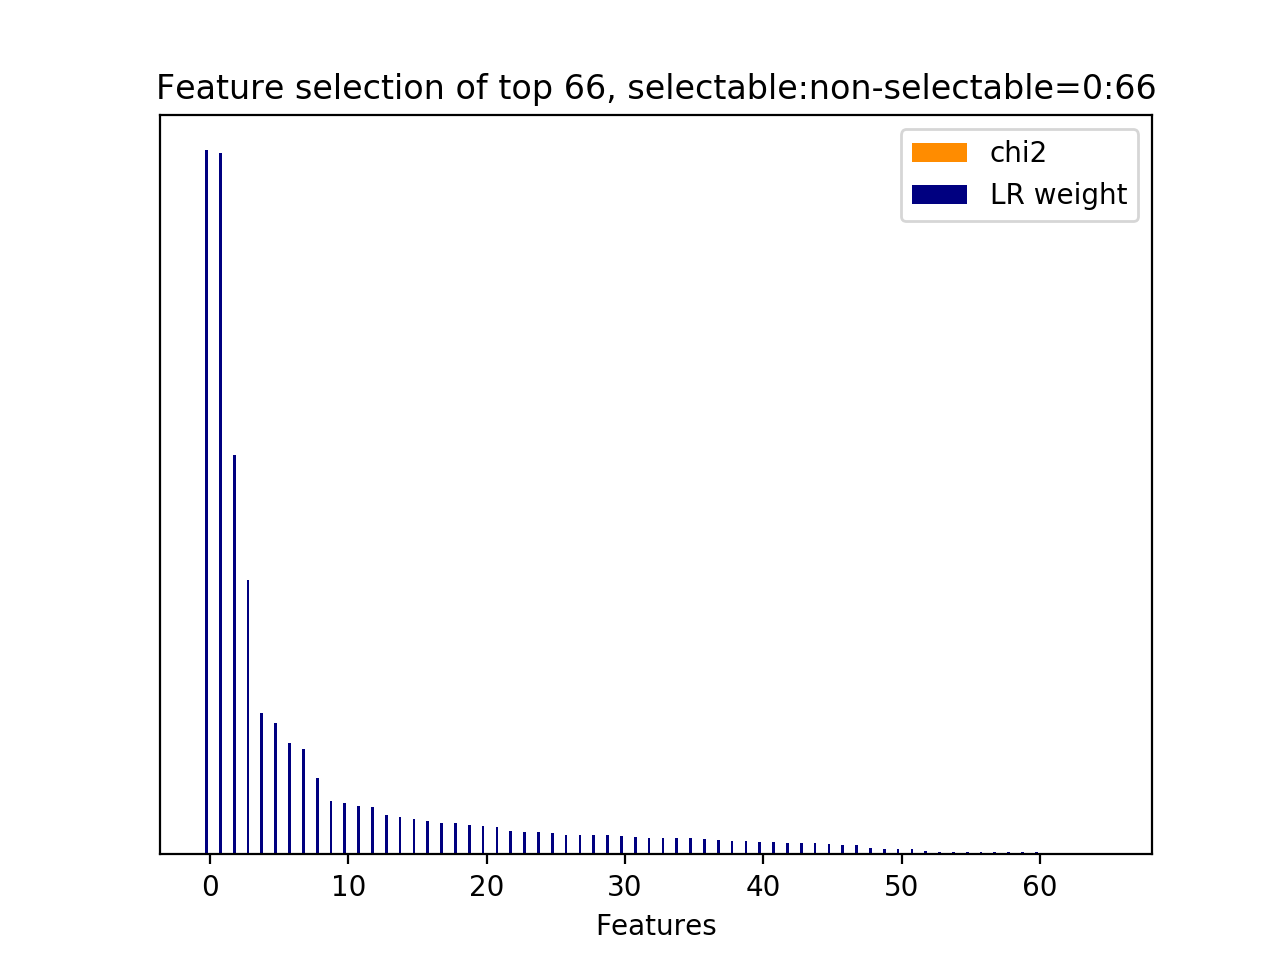 Feature selection of top 66, selectable:non-selectable=0:66
chi2
LR weight
0 10 20 30 40 50 60
Features